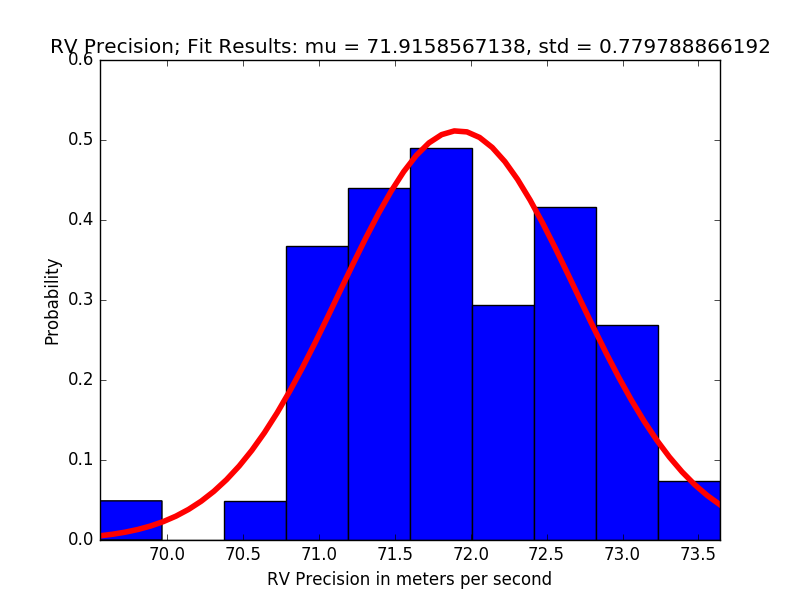 RV Precision; Fit Results: mu = 71.9158567138, std = 0.779788866192
0.6
0.5
0.4
0.3
0.2
0.1
0.0
Probability
70.0 70.5 71.0 71.5 72.0 72.5 73.0 73.5
RV Precision in meters per second